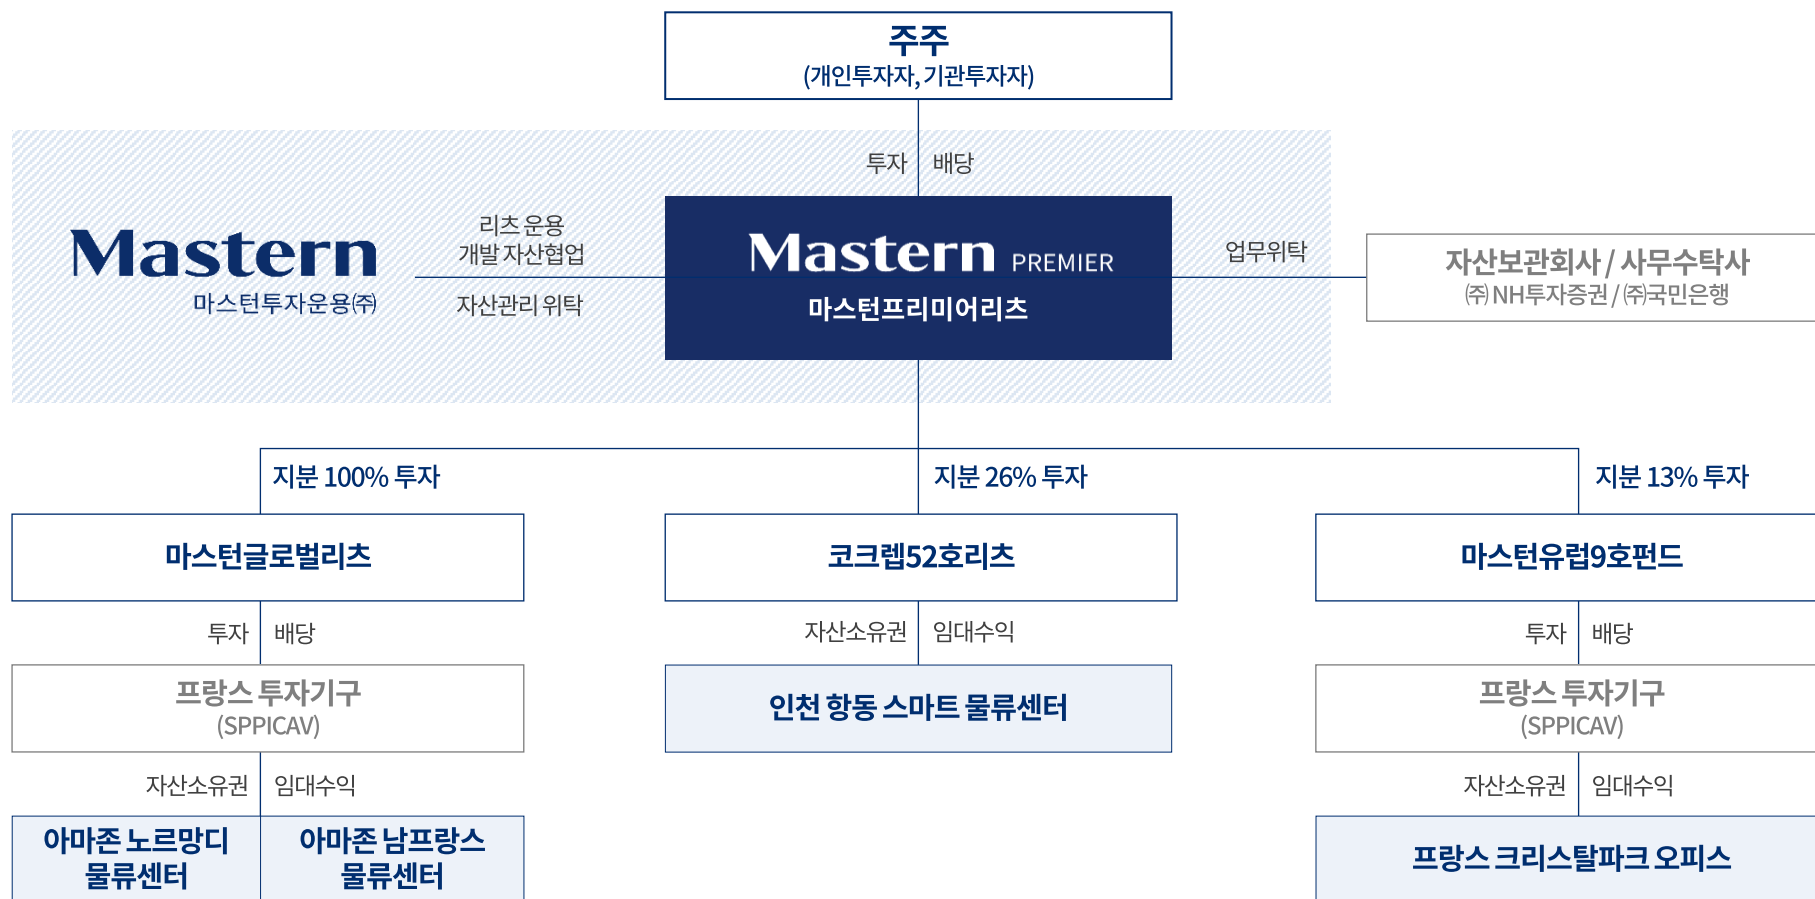 주주
(개인투자자, 기관투자자)
투자 배당
Mastern
마스턴투자운용㈜
리츠 운용
개발 자산협업
자산관리 위탁
Mastern PREMIER
마스턴프리미어리츠
업무위탁
자산보관회사 / 사무수탁사
㈜ NH투자증권 / ㈜국민은행
지분 100% 투자
지분 26% 투자
지분 13% 투자
마스턴글로벌리츠
코크렙52호리츠
마스턴유럽9호펀드
투자 배당
자산소유권 임대수익
투자 배당
프랑스 투자기구
(SPPICAV)
인천 항동 스마트 물류센터
프랑스 투자기구
(SPPICAV)
자산소유권 임대수익
자산소유권 임대수익
아마존 노르망디
물류센터
아마존 남프랑스
물류센터
프랑스 크리스탈파크 오피스